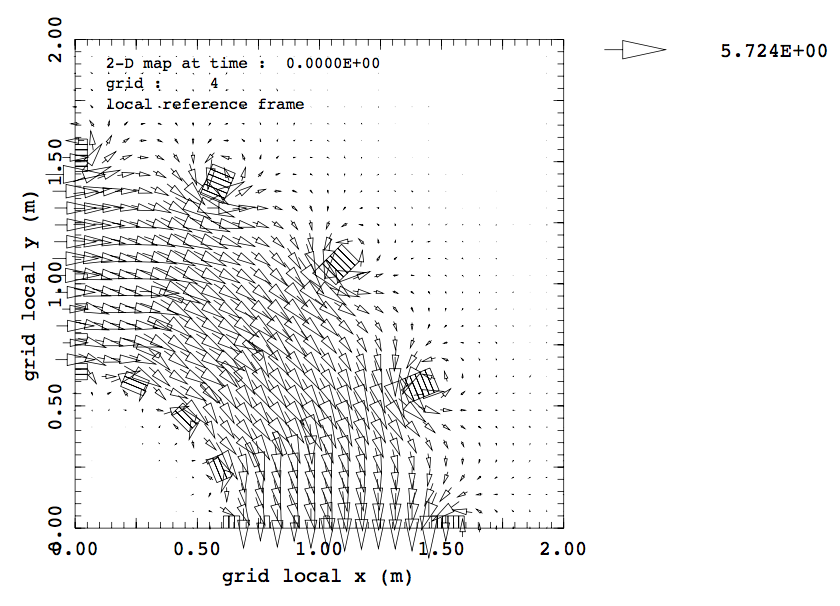 2.00
5.724E+00
2-D map at time : 0.0000E+00
grid : 4
local reference frame
1.50
grid local y (m)
1.00
0.50
0.00
0.00 0.50 1.00 1.50 2.00
grid local x (m)